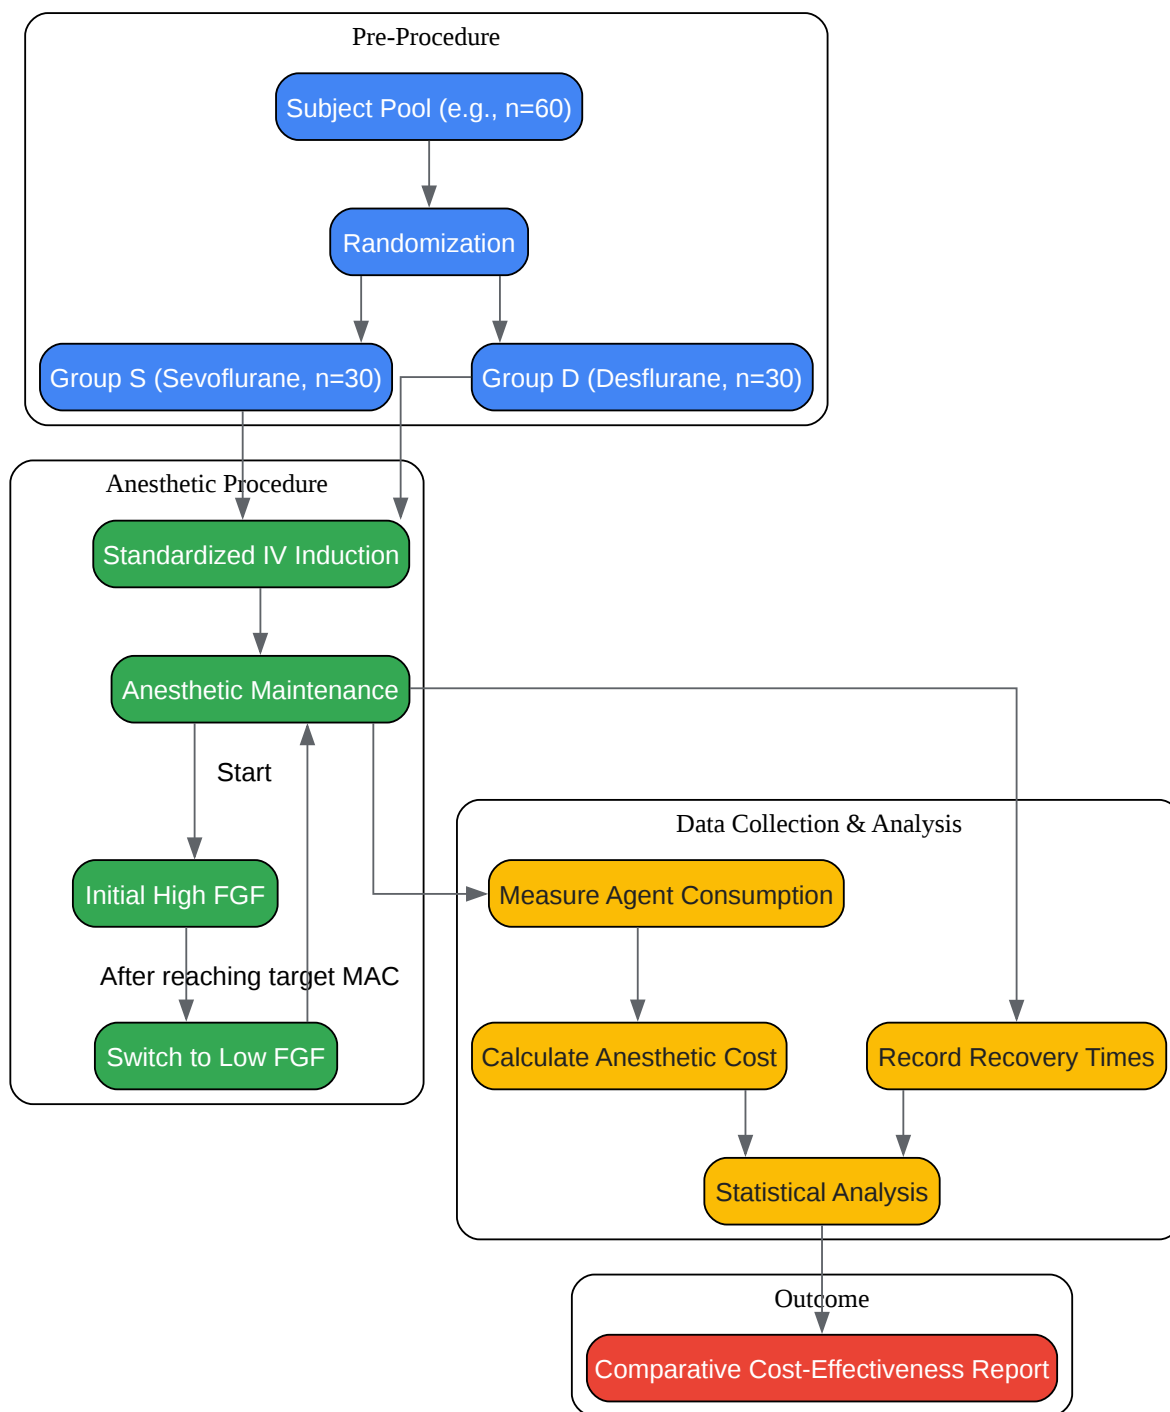 Pre-Procedure
Subject Pool (e.g., n=60)
Randomization
Group S (Sevoflurane, n=30)
Group D (Desflurane, n=30)
Anesthetic Procedure
Standardized IV Induction
Anesthetic Maintenance
Start
Initial High FGF
After reaching target MAC
Switch to Low FGF
Data Collection & Analysis
Measure Agent Consumption
Calculate Anesthetic Cost
Record Recovery Times
Statistical Analysis
Outcome
Comparative Cost-Effectiveness Report